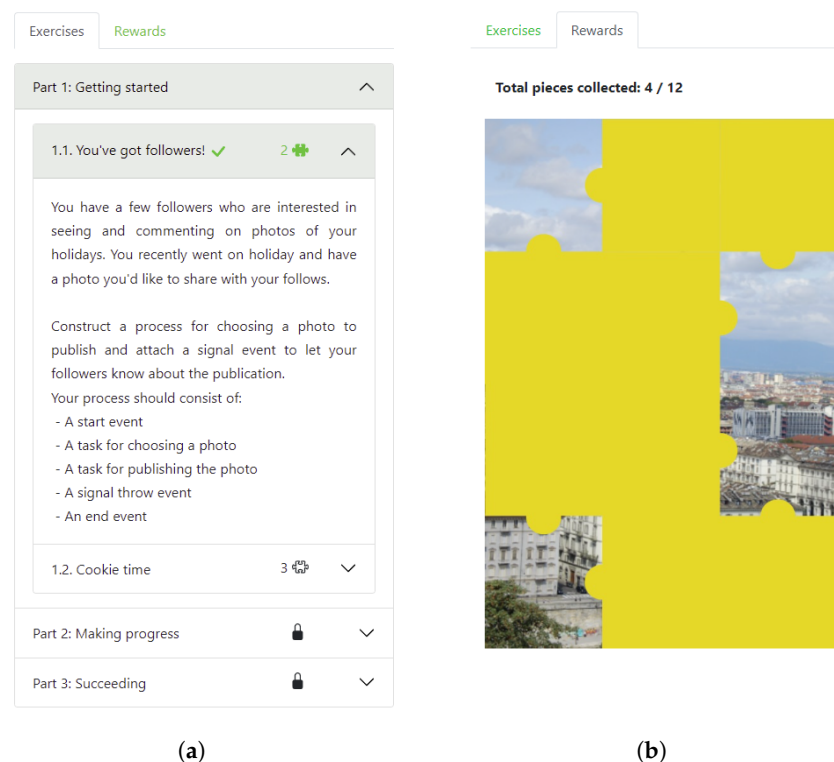 Exercises Rewards
Part 1: Getting started
1.1. You've got followers! 2
You have a few followers who are interested in
seeing and commenting on photos of your
holidays. You recently went on holiday and have
a photo you'd like to share with your follows.
Construct a process for choosing a photo to
publish and attach a signal event to let your
followers know about the publication.
Your process should consist of:
- A start event
- A task for choosing a photo
- A task for publishing the photo
- A signal throw event
- An end event
1.2. Cookie time 3
Part 2: Making progress
Part 3: Succeeding
(a)
Exercises Rewards
Total pieces collected: 4 / 12
(b)